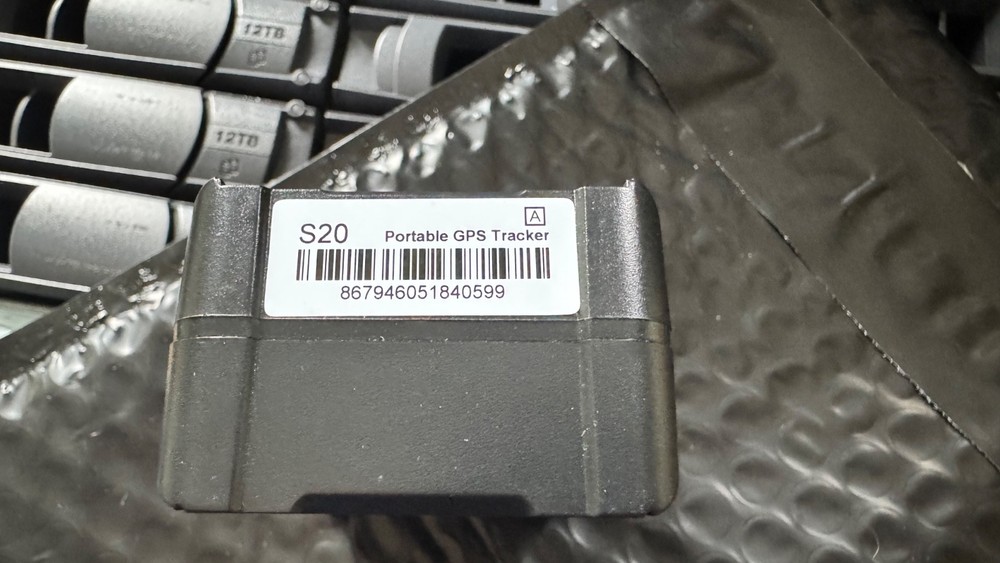 12TB
12TB
A
S20 Portable GPS Tracker
867946051840599